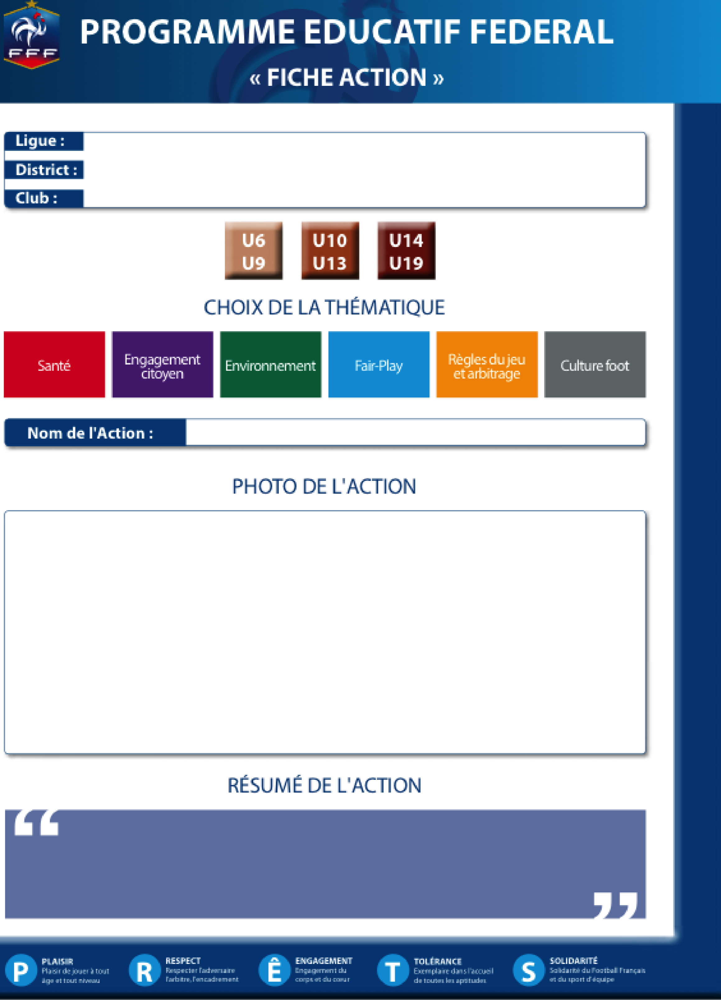 FFF
PROGRAMME EDUCATIF FEDERAL
« FICHE ACTION »
Ligue :
District :
Club :
U6
U9
U10
U13
U14
U19
CHOIX DE LA THÉMATIQUE
Santé
Engagement
citoyen
Environnement
Fair-Play
Règles du jeu
et arbitrage
Culture foot
Nom de l'Action :
PHOTO DE L'ACTION
RÉSUMÉ DE L'ACTION
“
”
P
PLAISIR
Plaisir de jouer à tout
âge et tout niveau
R
RESPECT
Respecter l'adversaire
l'arbitre, l'encadrement
Ê
ENGAGEMENT
Engagement du
corps et du coeur
T
TOLÉRANCE
Exemplaire dans l'accueil
de toutes les aptitudes
S
SOLIDARITÉ
Solidarité du Football Français
et du sport d'équipe